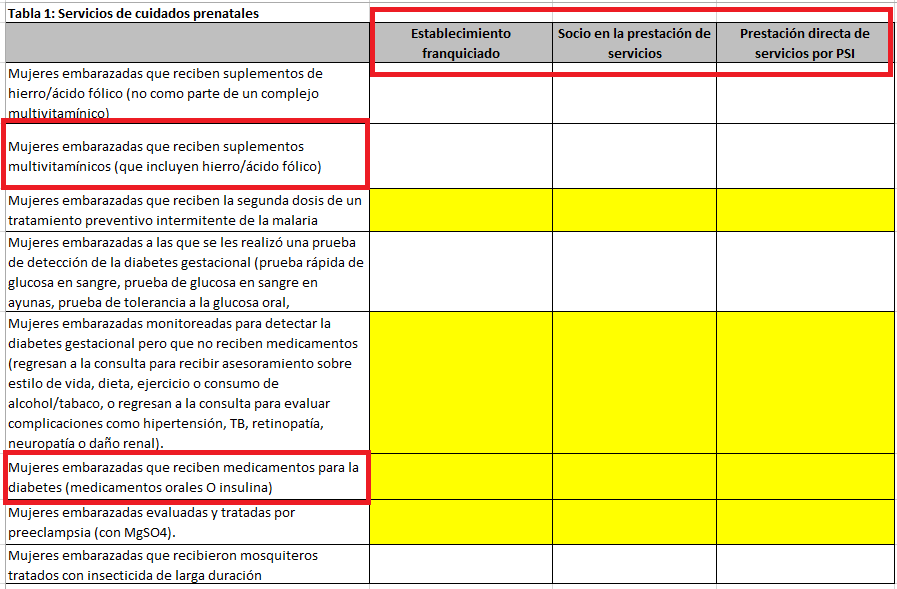 Tabla 1: Servicios de cuidados prenatales
Establecimiento
franquiciado
Socio en la prestación de
servicios
Prestación directa de
servicios por PSI
Mujeres embarazadas que reciben suplementos de
hierro/ácido fólico (no como parte de un complejo
multivitamínico)
Mujeres embarazadas que reciben suplementos
multivitamínicos (que incluyen hierro/ácido fólico)
Mujeres embarazadas que reciben la segunda dosis de un
tratamiento preventivo intermitente de la malaria
Mujeres embarazadas a las que se les realizó una prueba
de detección de la diabetes gestacional (prueba rápida de
glucosa en sangre, prueba de glucosa en sangre en
ayunas, prueba de tolerancia a la glucosa oral,
Mujeres embarazadas monitoreadas para detectar la
diabetes gestacional pero que no reciben medicamentos
(regresan a la consulta para recibir asesoramiento sobre
estilo de vida, dieta, ejercicio o consumo de
alcohol/tabaco, o regresan a la consulta para evaluar
complicaciones como hipertensión, TB, retinopatía,
neuropatía o daño renal).
Mujeres embarazadas que reciben medicamentos para la
diabetes (medicamentos orales O insulina)
Mujeres embarazadas evaluadas y tratadas por
preeclampsia (con MgSO4).
Mujeres embarazadas que recibieron mosquiteros
tratados con insecticida de larga duración